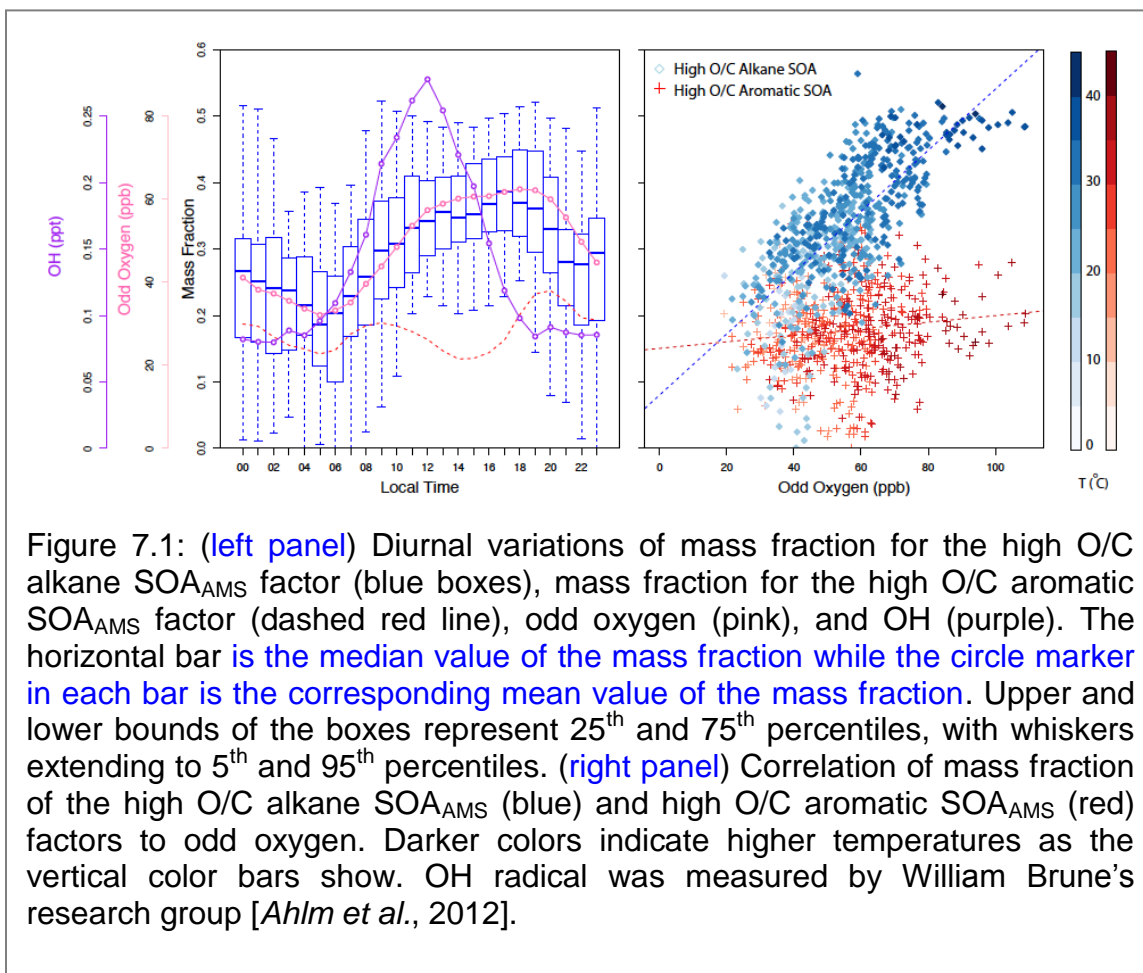 0.6
0.5
0.4
0.3
0.2
0.1
0.0
Mass Fraction
0.25
0.2
0.15
0.1
0.05
0
OH (ppt)
80
60
40
20
0
Odd Oxygen (ppb)
00 02 04 06 08 10 12 14 16 18 20 22
Local Time
High O/C Alkane SOA
High O/C Aromatic SOA
0 20 40 60 80 100
Odd Oxygen (ppb)
40
30
20
10
0
T (°C)
Figure 7.1: (left panel) Diurnal variations of mass fraction for the high O/C
alkane SOAAMS factor (blue boxes), mass fraction for the high O/C aromatic
SOAAMS factor (dashed red line), odd oxygen (pink), and OH (purple). The
horizontal bar is the median value of the mass fraction while the circle marker
in each bar is the corresponding mean value of the mass fraction. Upper and
lower bounds of the boxes represent 25th and 75th percentiles, with whiskers
extending to 5th and 95th percentiles. (right panel) Correlation of mass fraction
of the high O/C alkane SOAAMS (blue) and high O/C aromatic SOAAMS (red)
factors to odd oxygen. Darker colors indicate higher temperatures as the
vertical color bars show. OH radical was measured by William Brune's
research group [Ahlm et al., 2012].